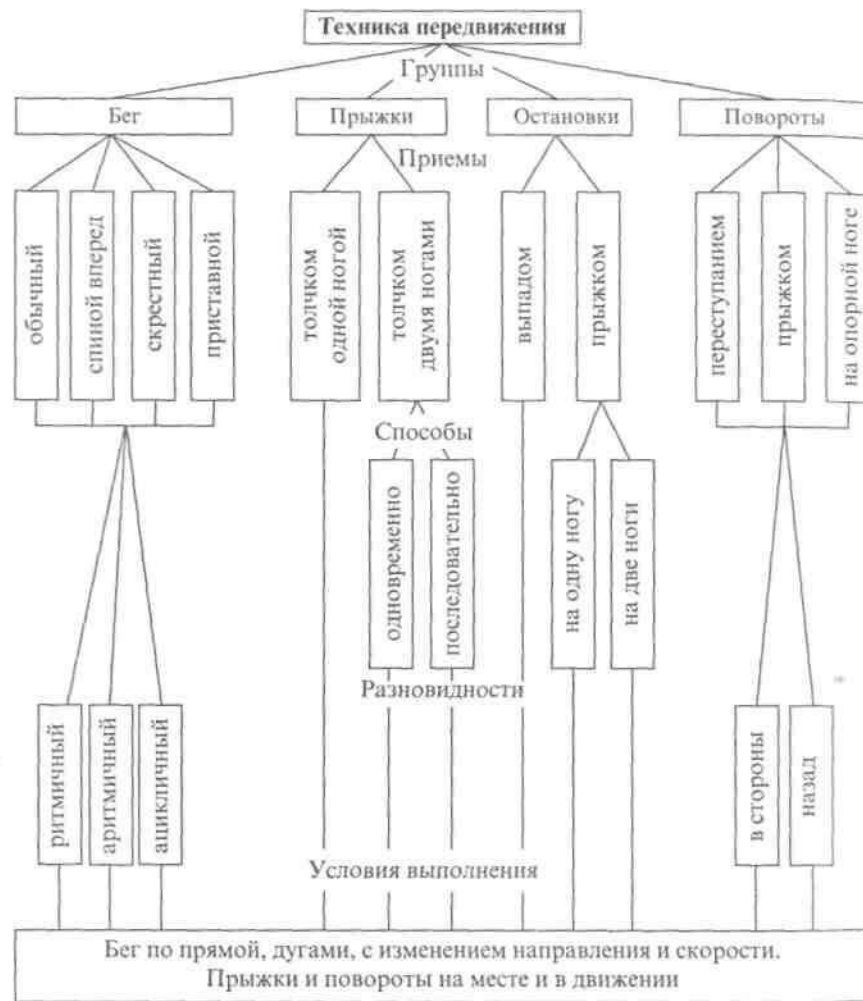 Техника передвижения
Группы
Бег
Прыжки
Остановки
Повороты
Приемы
обычный
спиной вперед
скрестный
приставной
толчком
одной ногой
толчком
двумя ногами
выпадом
прыжком
переступанием
прыжком
на опорной ноге
Способы
одновременно
последовательно
на одну ногу
на две ноги
Разновидности
ритмичный
аритмичный
ацикличный
в стороны
назад
Условия выполнения
Бег по прямой, дугами, с изменением направления и скорости.
Прыжки и повороты на месте и в движении